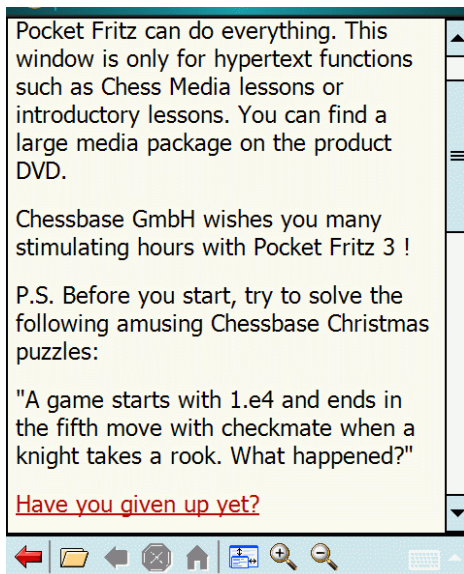 Pocket Fritz can do everything. This
window is only for hypertext functions
such as Chess Media lessons or
introductory lessons. You can find a
large media package on the product
DVD.
Chessbase GmbH wishes you many
stimulating hours with Pocket Fritz 3 !
P.S. Before you start, try to solve the
following amusing Chessbase Christmas
puzzles:
"A game starts with 1.e4 and ends in
the fifth move with checkmate when a
knight takes a rook. What happened?"
Have you given up yet?